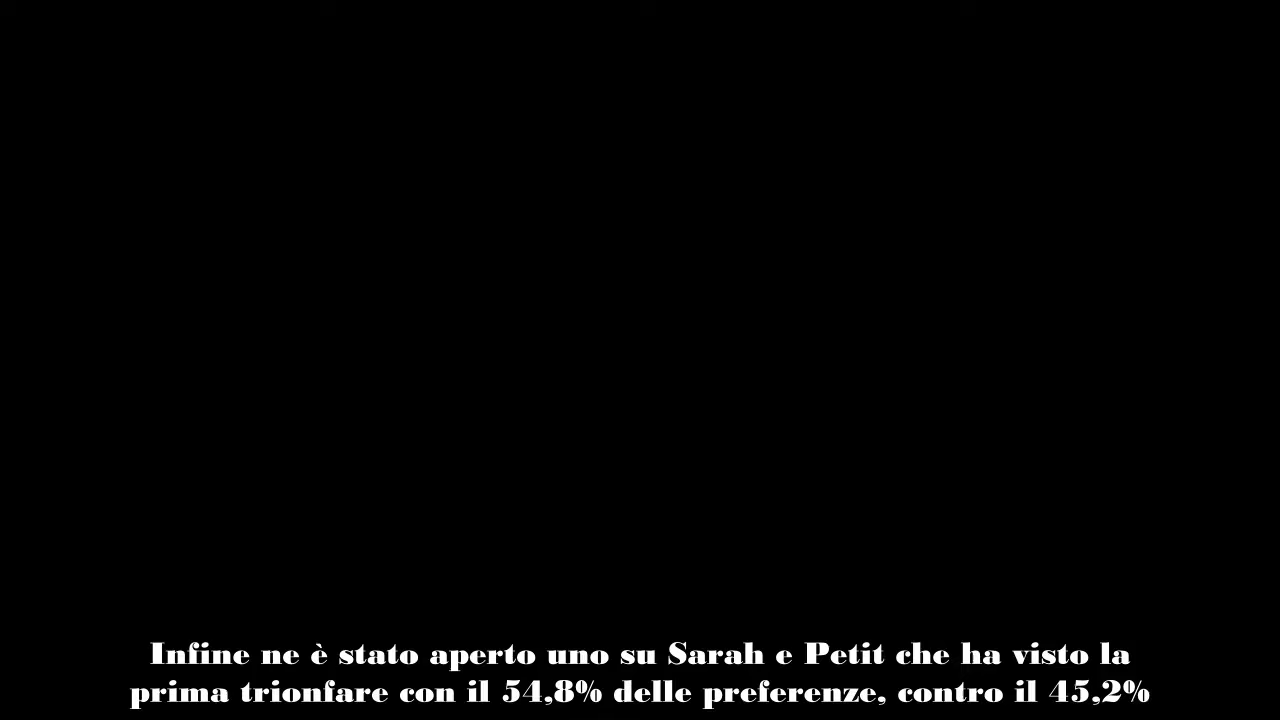 Infine ne è stato aperto uno su Sarah e Petit che ha visto la
prima trionfare con il 54,8% delle preferenze, contro il 45,2%